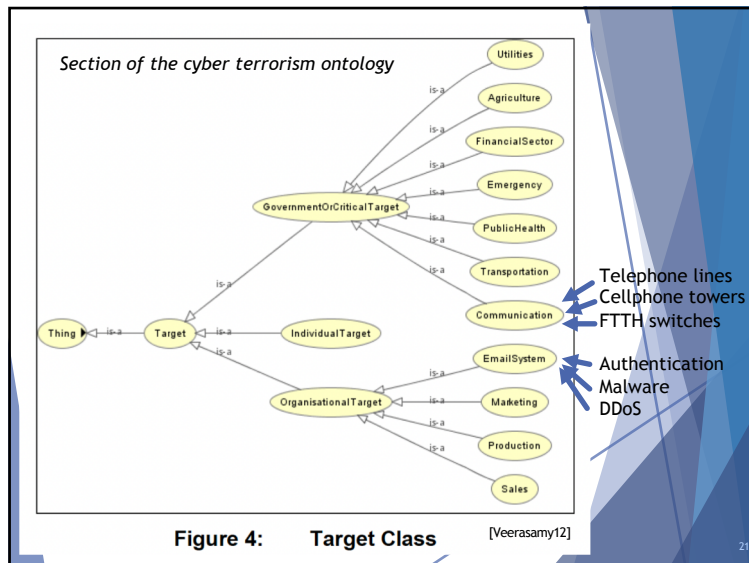 Section of the cyber terrorism ontology
Utilities
is-a
Agriculture
is-a
FinancialSector
is-a
Emergency
is-a
GovernmentOrCriticalTarget
is-a
PublicHealth
is-a
Transportation
is-a
Telephone lines
Cellphone towers
Communication
FTTH switches
is-a
Thing
is-a
Target
is-a
IndividualTarget
is-a
EmailSystem
is-a
Authentication
Malware
DDoS
OrganisationalTarget
is-a
Marketing
is-a
Production
is-a
Sales
Figure 4: Target Class
[Veerasamy12]
21